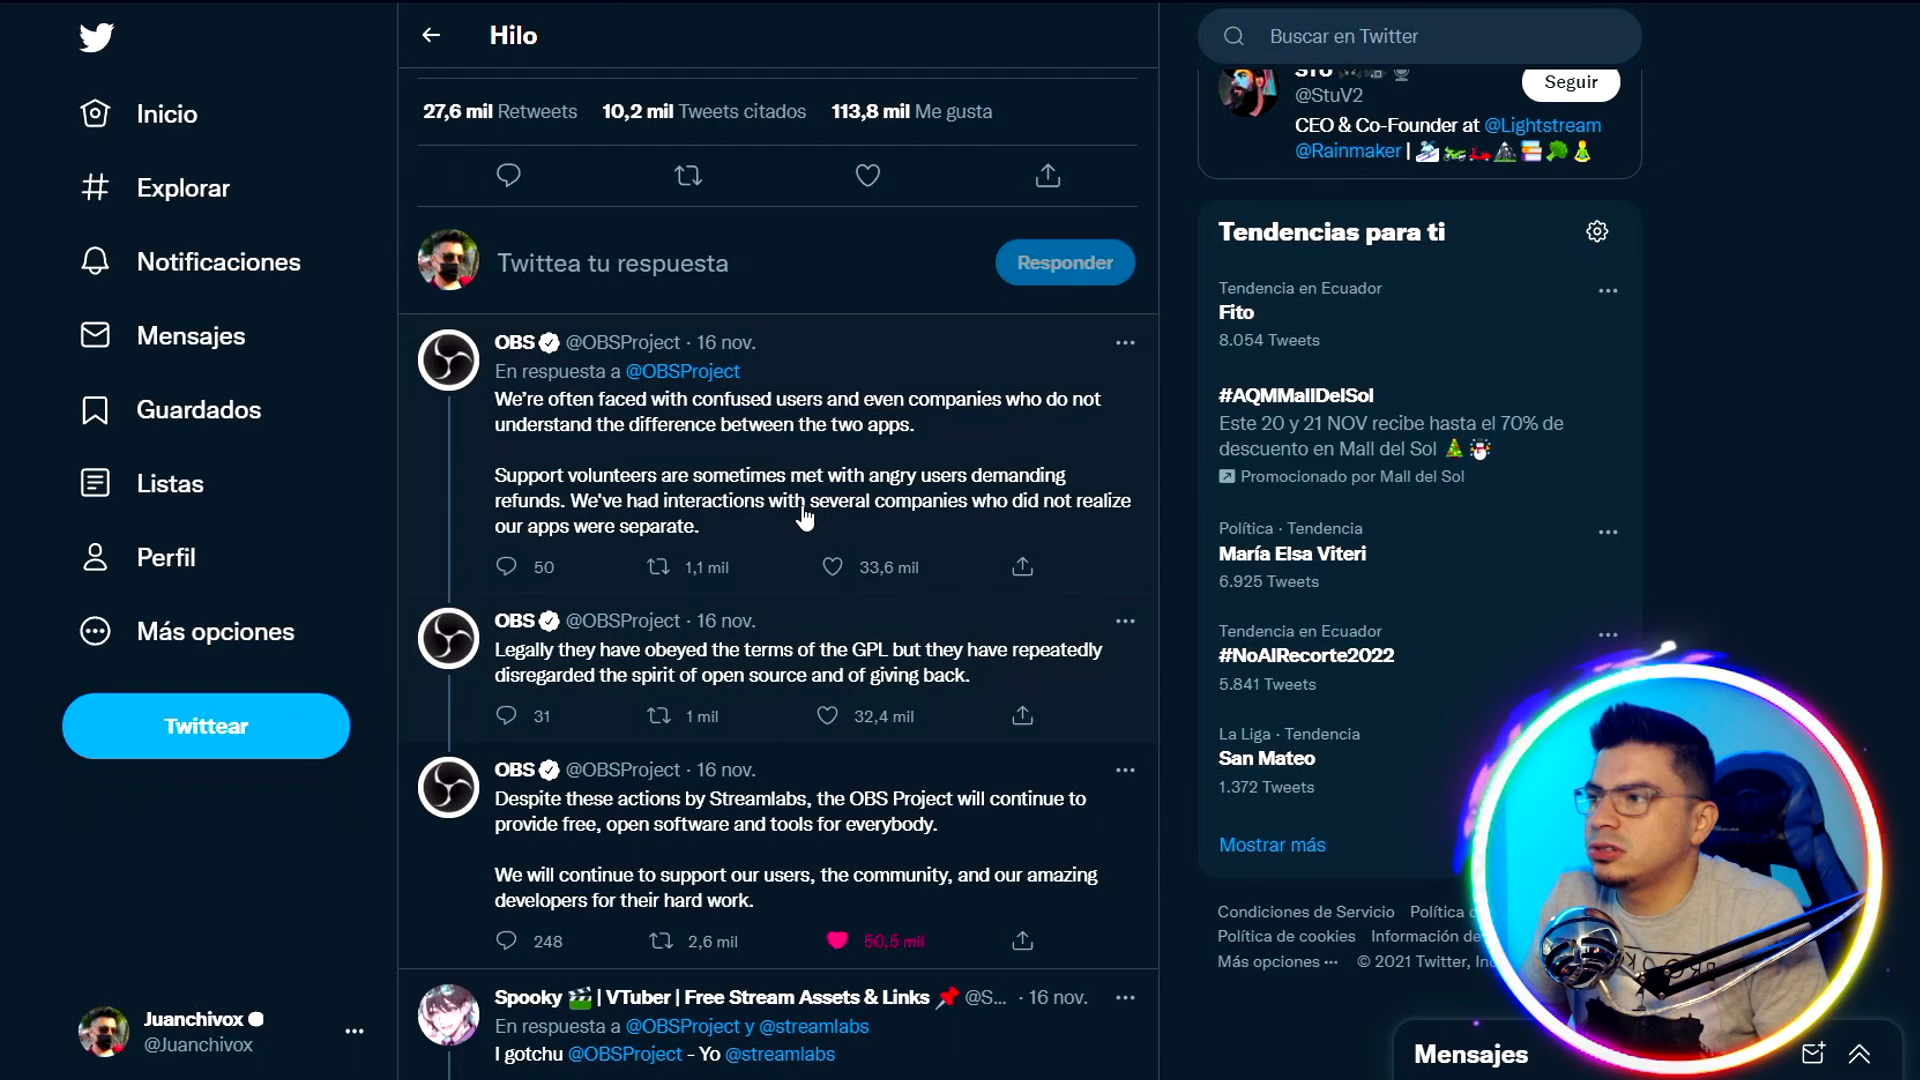 Inicio
Explorar
Notificaciones
Mensajes
Guardados
Listas
Perfil
Más opciones
Twittear
Juanchivox
@Juanchivox
Hilo
27,6 mil Retweets 10,2 mil Tweets citados 113,8 mil Me gusta
Twittea tu respuesta
Responder
OBS @OBSProject · 16 nov.
En respuesta a @OBSProject
We're often faced with confused users and even companies who do not
understand the difference between the two apps.
Support volunteers are sometimes met with angry users demanding
refunds. We've had interactions with several companies who did not realize
our apps were separate.
50 1,1 mil 33,6 mil
OBS @OBSProject · 16 nov.
Legally they have obeyed the terms of the GPL but they have repeatedly
disregarded the spirit of open source and of giving back.
31 1 mil 32,4 mil
OBS @OBSProject · 16 nov.
Despite these actions by Streamlabs, the OBS Project will continue to
provide free, open software and tools for everybody.
We will continue to support our users, the community, and our amazing
developers for their hard work.
248 2,6 mil 50,5 mil
Spooky 🎬 | VTuber | Free Stream Assets & Links 📌 @S... · 16 nov.
En respuesta a @OBSProject y @streamlabs
I gotchu @OBSProject - Yo @streamlabs
Buscar en Twitter
@StuV2
Seguir
CEO & Co-Founder at @Lightstream
@Rainmaker |
Tendencias para ti
Tendencia en Ecuador
Fito
8.054 Tweets
#AQMMallDelSol
Este 20 y 21 NOV recibe hasta el 70% de
descuento en Mall del Sol 🎄⛄
Promocionado por Mall del Sol
Política · Tendencia
María Elsa Viteri
6.925 Tweets
Tendencia en Ecuador
#NoAlRecorte2022
5.841 Tweets
La Liga · Tendencia
San Mateo
1.372 Tweets
Mostrar más
Condiciones de Servicio Política
Política de cookies Información de
Más opciones ··· © 2021 Twitter,
Mensajes